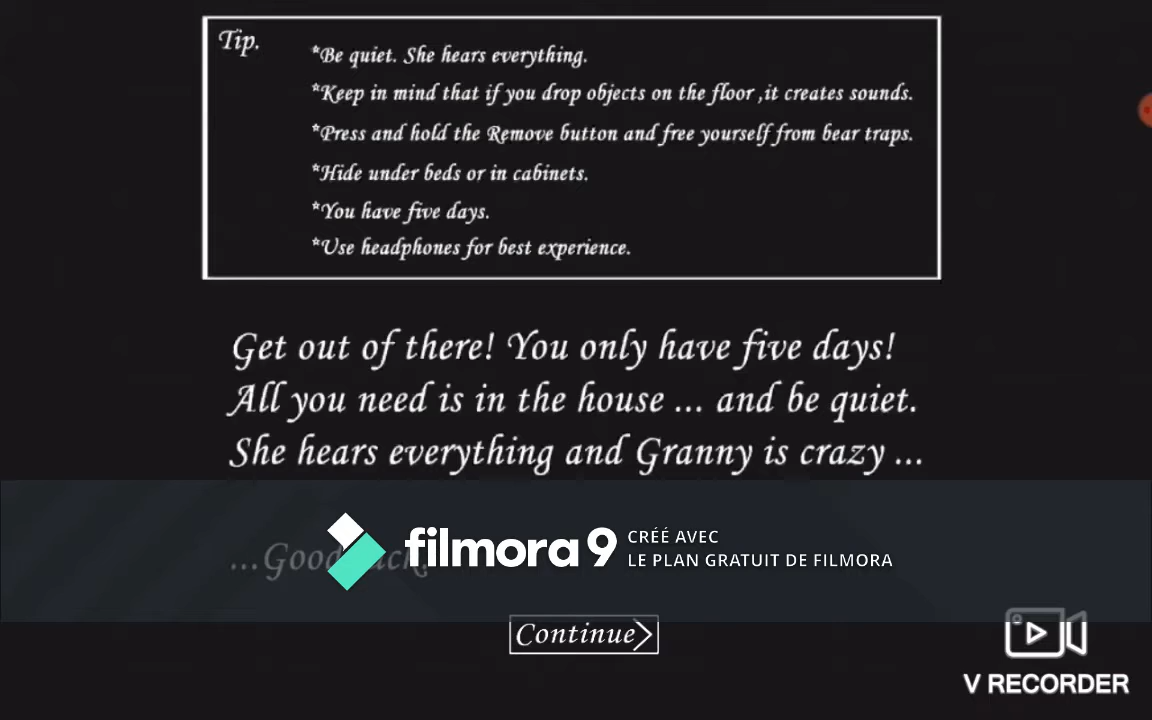 Tip.
*Be quiet. She hears everything.
*Keep in mind that if you drop objects on the floor ,it creates sounds.
*Press and hold the Remove button and free yourself from bear traps.
*Hide under beds or in cabinets.
*You have five days.
*Use headphones for best experience.
Get out of there! You only have five days!
All you need is in the house ... and be quiet.
She hears everything and Granny is crazy ...
...Good
filmora 9
CRÉÉ AVEC
LE PLAN GRATUIT DE FILMORA
Continue
V RECORDER